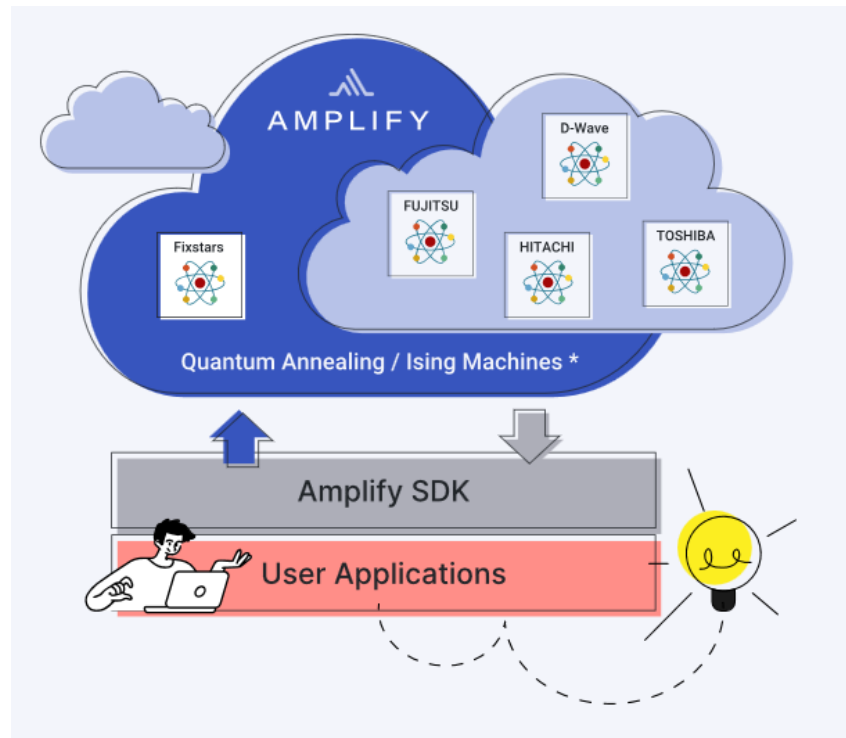 AMPLIFY
D-Wave
FUJITSU
TOSHIBA
Fixstars
HITACHI
Quantum Annealing / Ising Machines *
Amplify SDK
User Applications